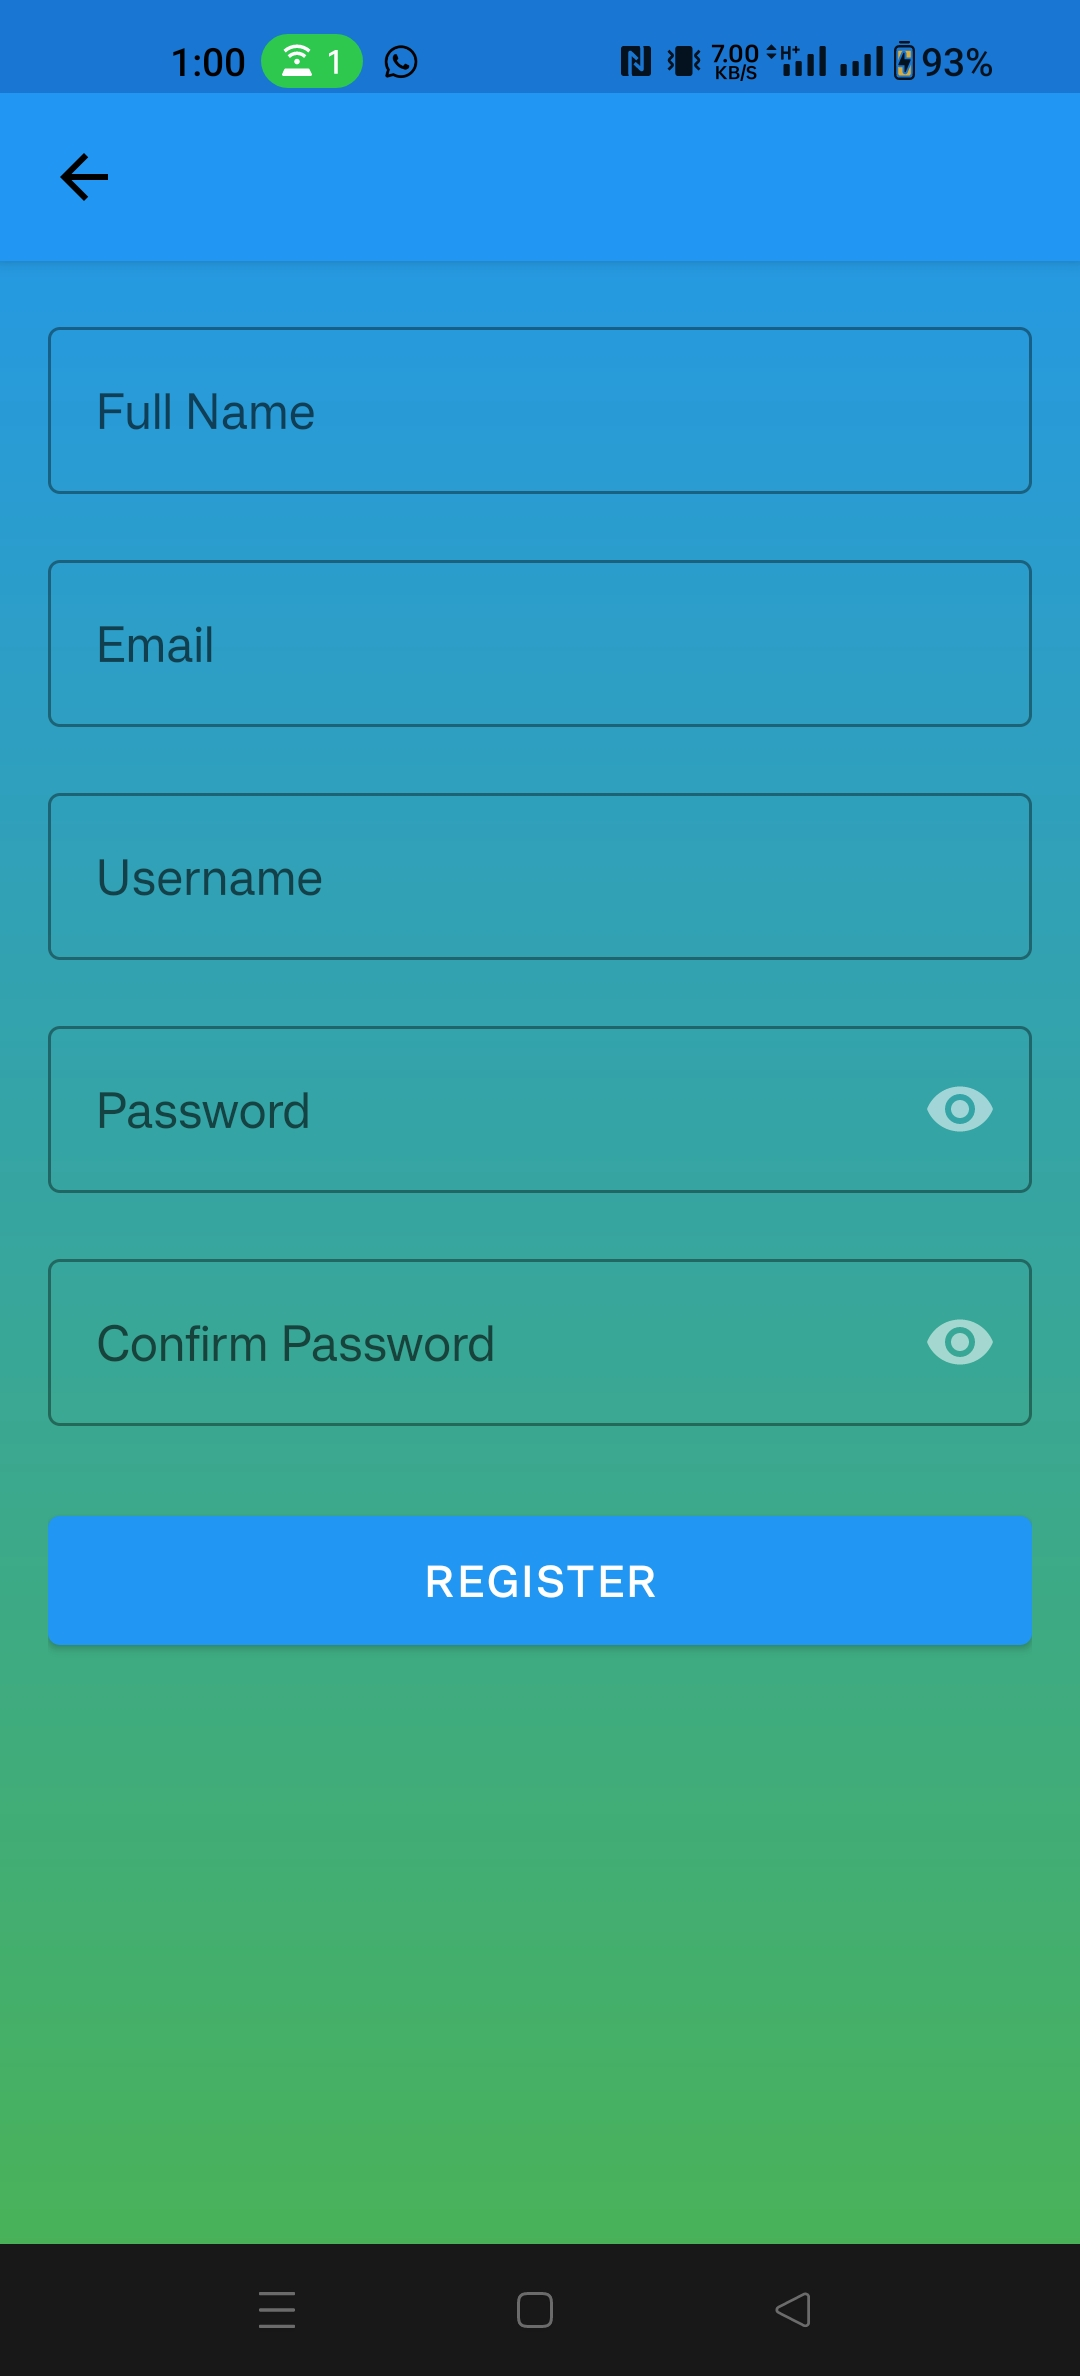 1:00 1 7.00 KB/S H+ 93%
Full Name
Email
Username
Password
Confirm Password
REGISTER